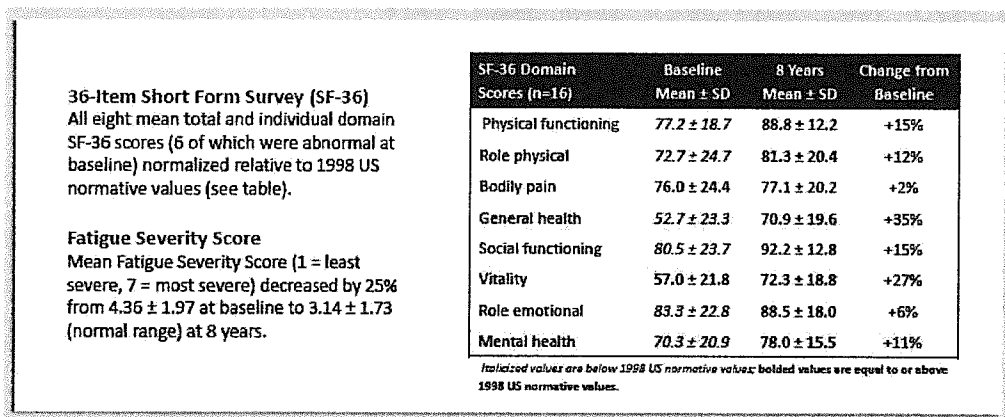 36-Item Short Form Survey (SF-36)
All eight mean total and individual domain
SF-36 scores (6 of which were abnormal at
baseline) normalized relative to 1998 US
normative values (see table).
Fatigue Severity Score
Mean Fatigue Severity Score (1 = least
severe, 7 = most severe) decreased by 25%
from 4.36 ± 1.97 at baseline to 3.14 ± 1.73
(normal range) at 8 years.
SF-36 Domain Baseline 8 Years Change from
Scores (n=16) Mean ± SD Mean ± SD Baseline
Physical functioning 77.2 ± 18.7 88.8 ± 12.2 +15%
Role physical 72.7 ± 24.7 81.3 ± 20.4 +12%
Bodily pain 76.0 ± 24.4 77.1 ± 20.2 +2%
General health 52.7 ± 23.3 70.9 ± 19.6 +35%
Social functioning 80.5 ± 23.7 92.2 ± 12.8 +15%
Vitality 57.0 ± 21.8 72.3 ± 18.8 +27%
Role emotional 83.3 ± 22.8 88.5 ± 18.0 +6%
Mental health 70.3 ± 20.9 78.0 ± 15.5 +11%
Italicized values are below 1998 US normative values; bolded values are equal to or above
1998 US normative values.